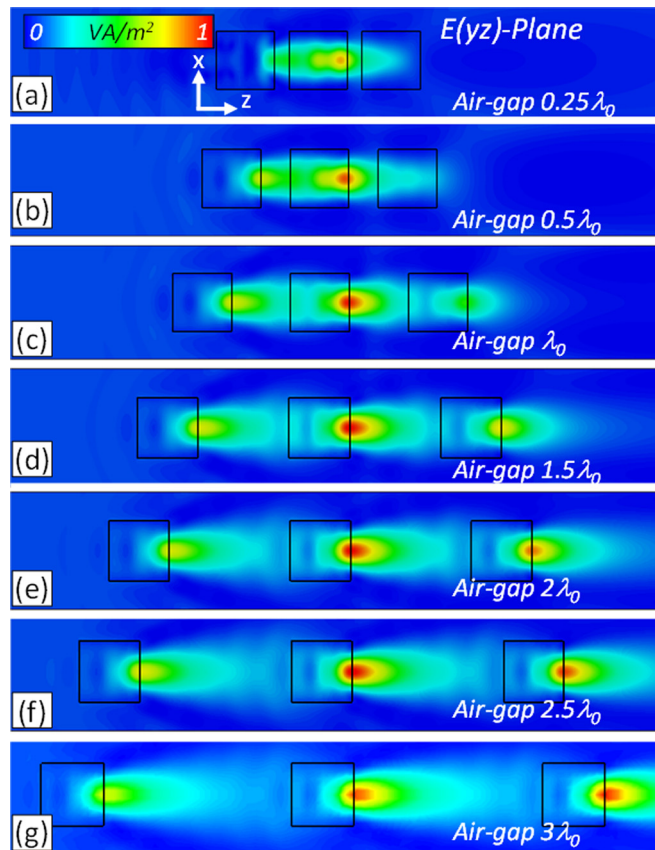 0 VA/m² 1
E(yz)-Plane
x
z
(a)
Air-gap 0.25λ₀
(b)
Air-gap 0.5λ₀
(c)
Air-gap λ₀
(d)
Air-gap 1.5λ₀
(e)
Air-gap 2λ₀
(f)
Air-gap 2.5λ₀
(g)
Air-gap 3λ₀